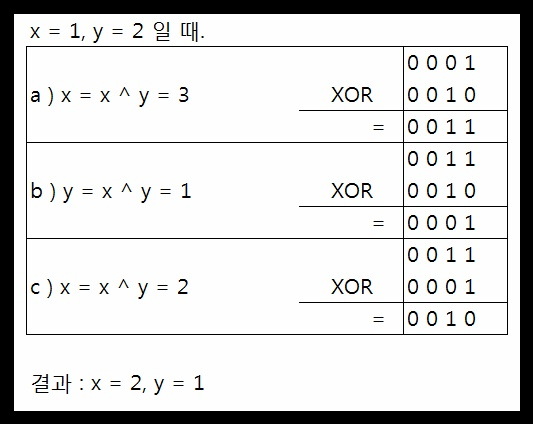 x = 1, y = 2 일 때.
0 0 0 1
a ) x = x ^ y = 3 XOR 0 0 1 0
= 0 0 1 1
0 0 1 1
b ) y = x ^ y = 1 XOR 0 0 1 0
= 0 0 0 1
0 0 1 1
c ) x = x ^ y = 2 XOR 0 0 0 1
= 0 0 1 0
결과 : x = 2, y = 1